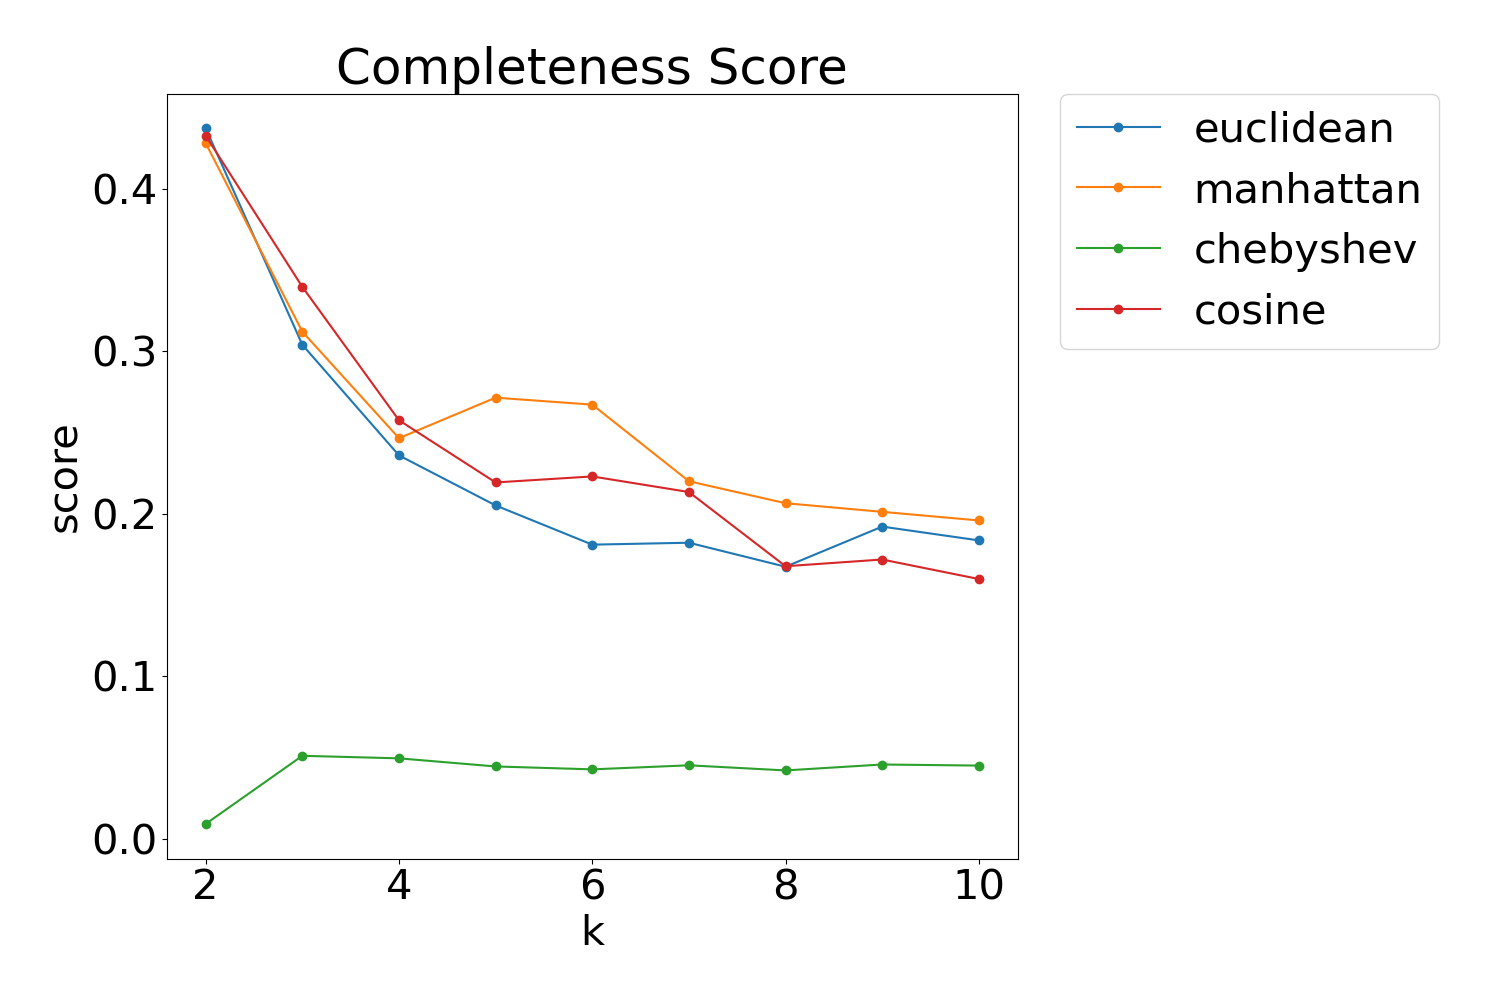 Completeness Score
euclidean
manhattan
chebyshev
cosine
score
0.4
0.3
0.2
0.1
0.0
2 4 6 8 10
k